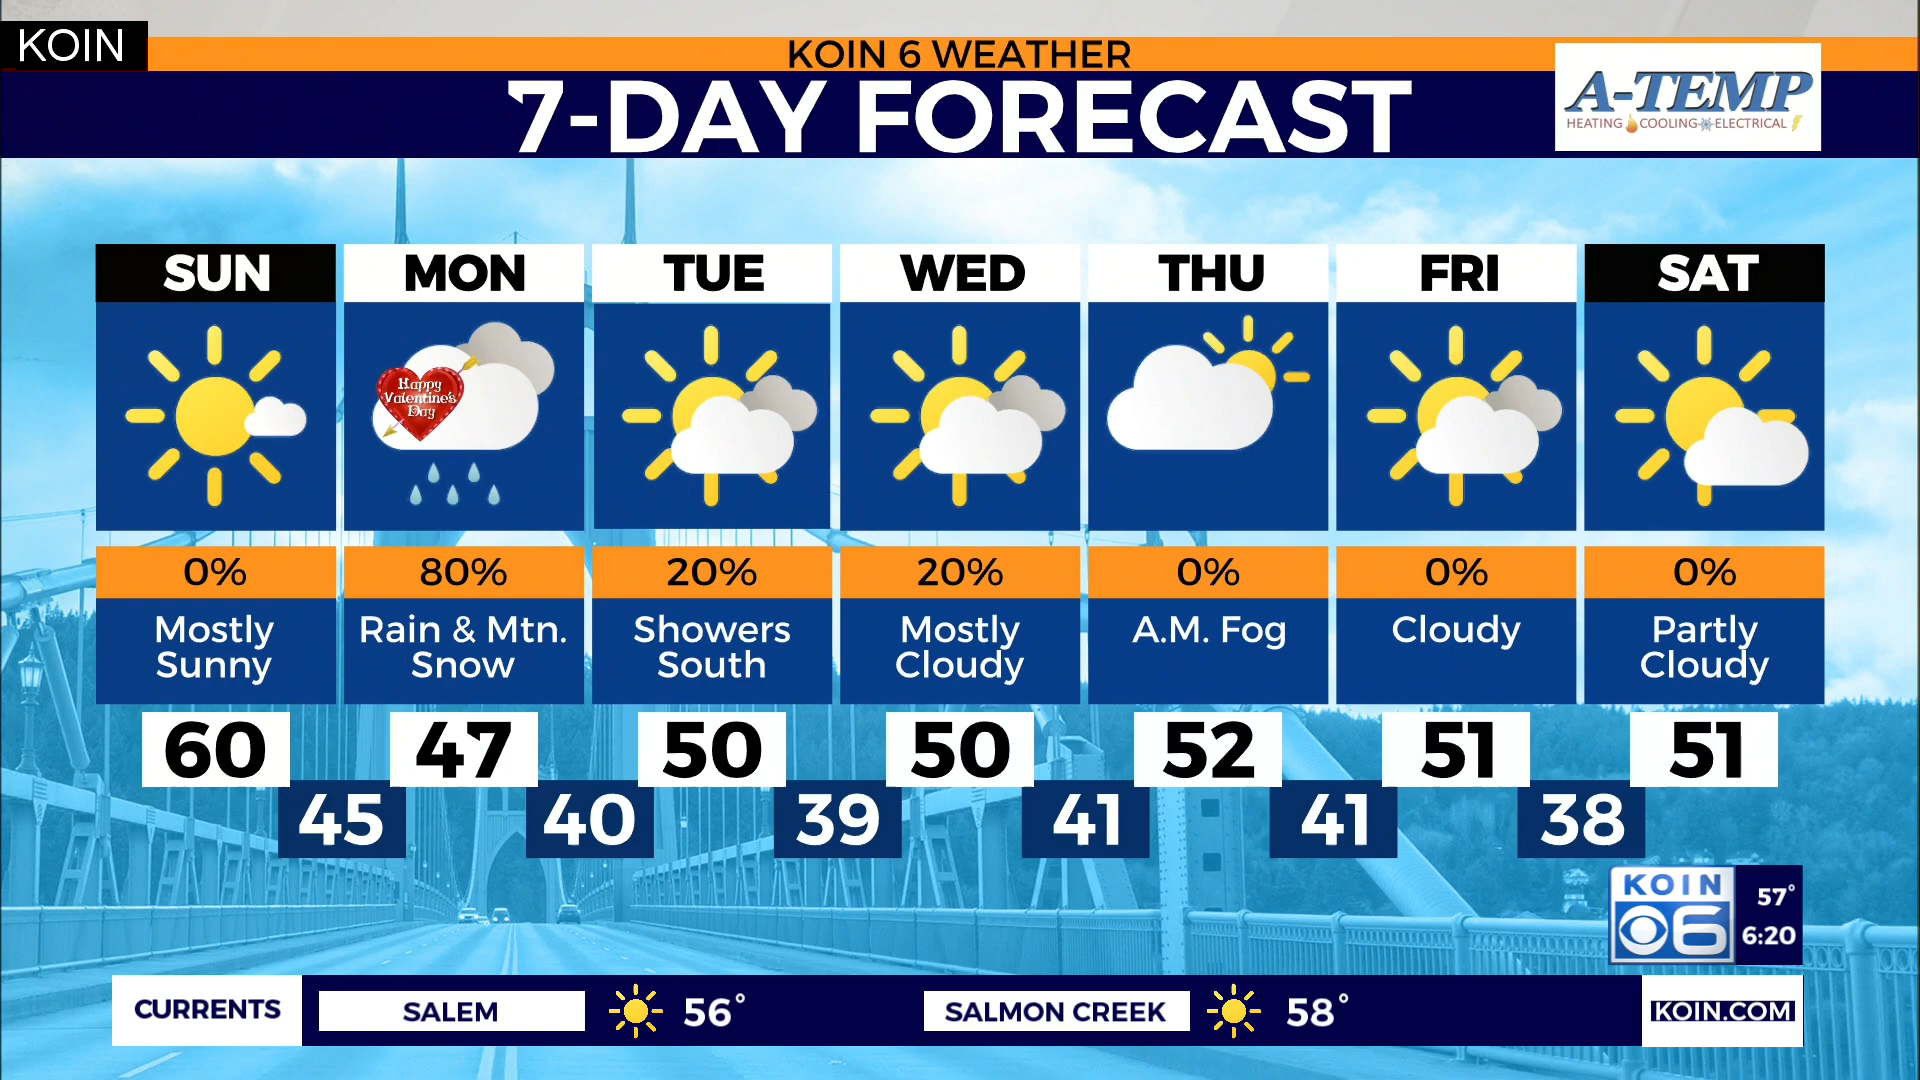 KOIN
KOIN 6 WEATHER
7-DAY FORECAST
A-TEMP
HEATING COOLING ELECTRICAL
SUN MON TUE WED THU FRI SAT
Happy
Valentine's
Day
0% 80% 20% 20% 0% 0% 0%
Mostly Rain & Mtn. Showers Mostly A.M. Fog Cloudy Partly
Sunny Snow South Cloudy Cloudy
60 47 50 50 52 51 51
45 40 39 41 41 38
KOIN
6
57°
6:20
CURRENTS SALEM 56° SALMON CREEK 58° KOIN.COM